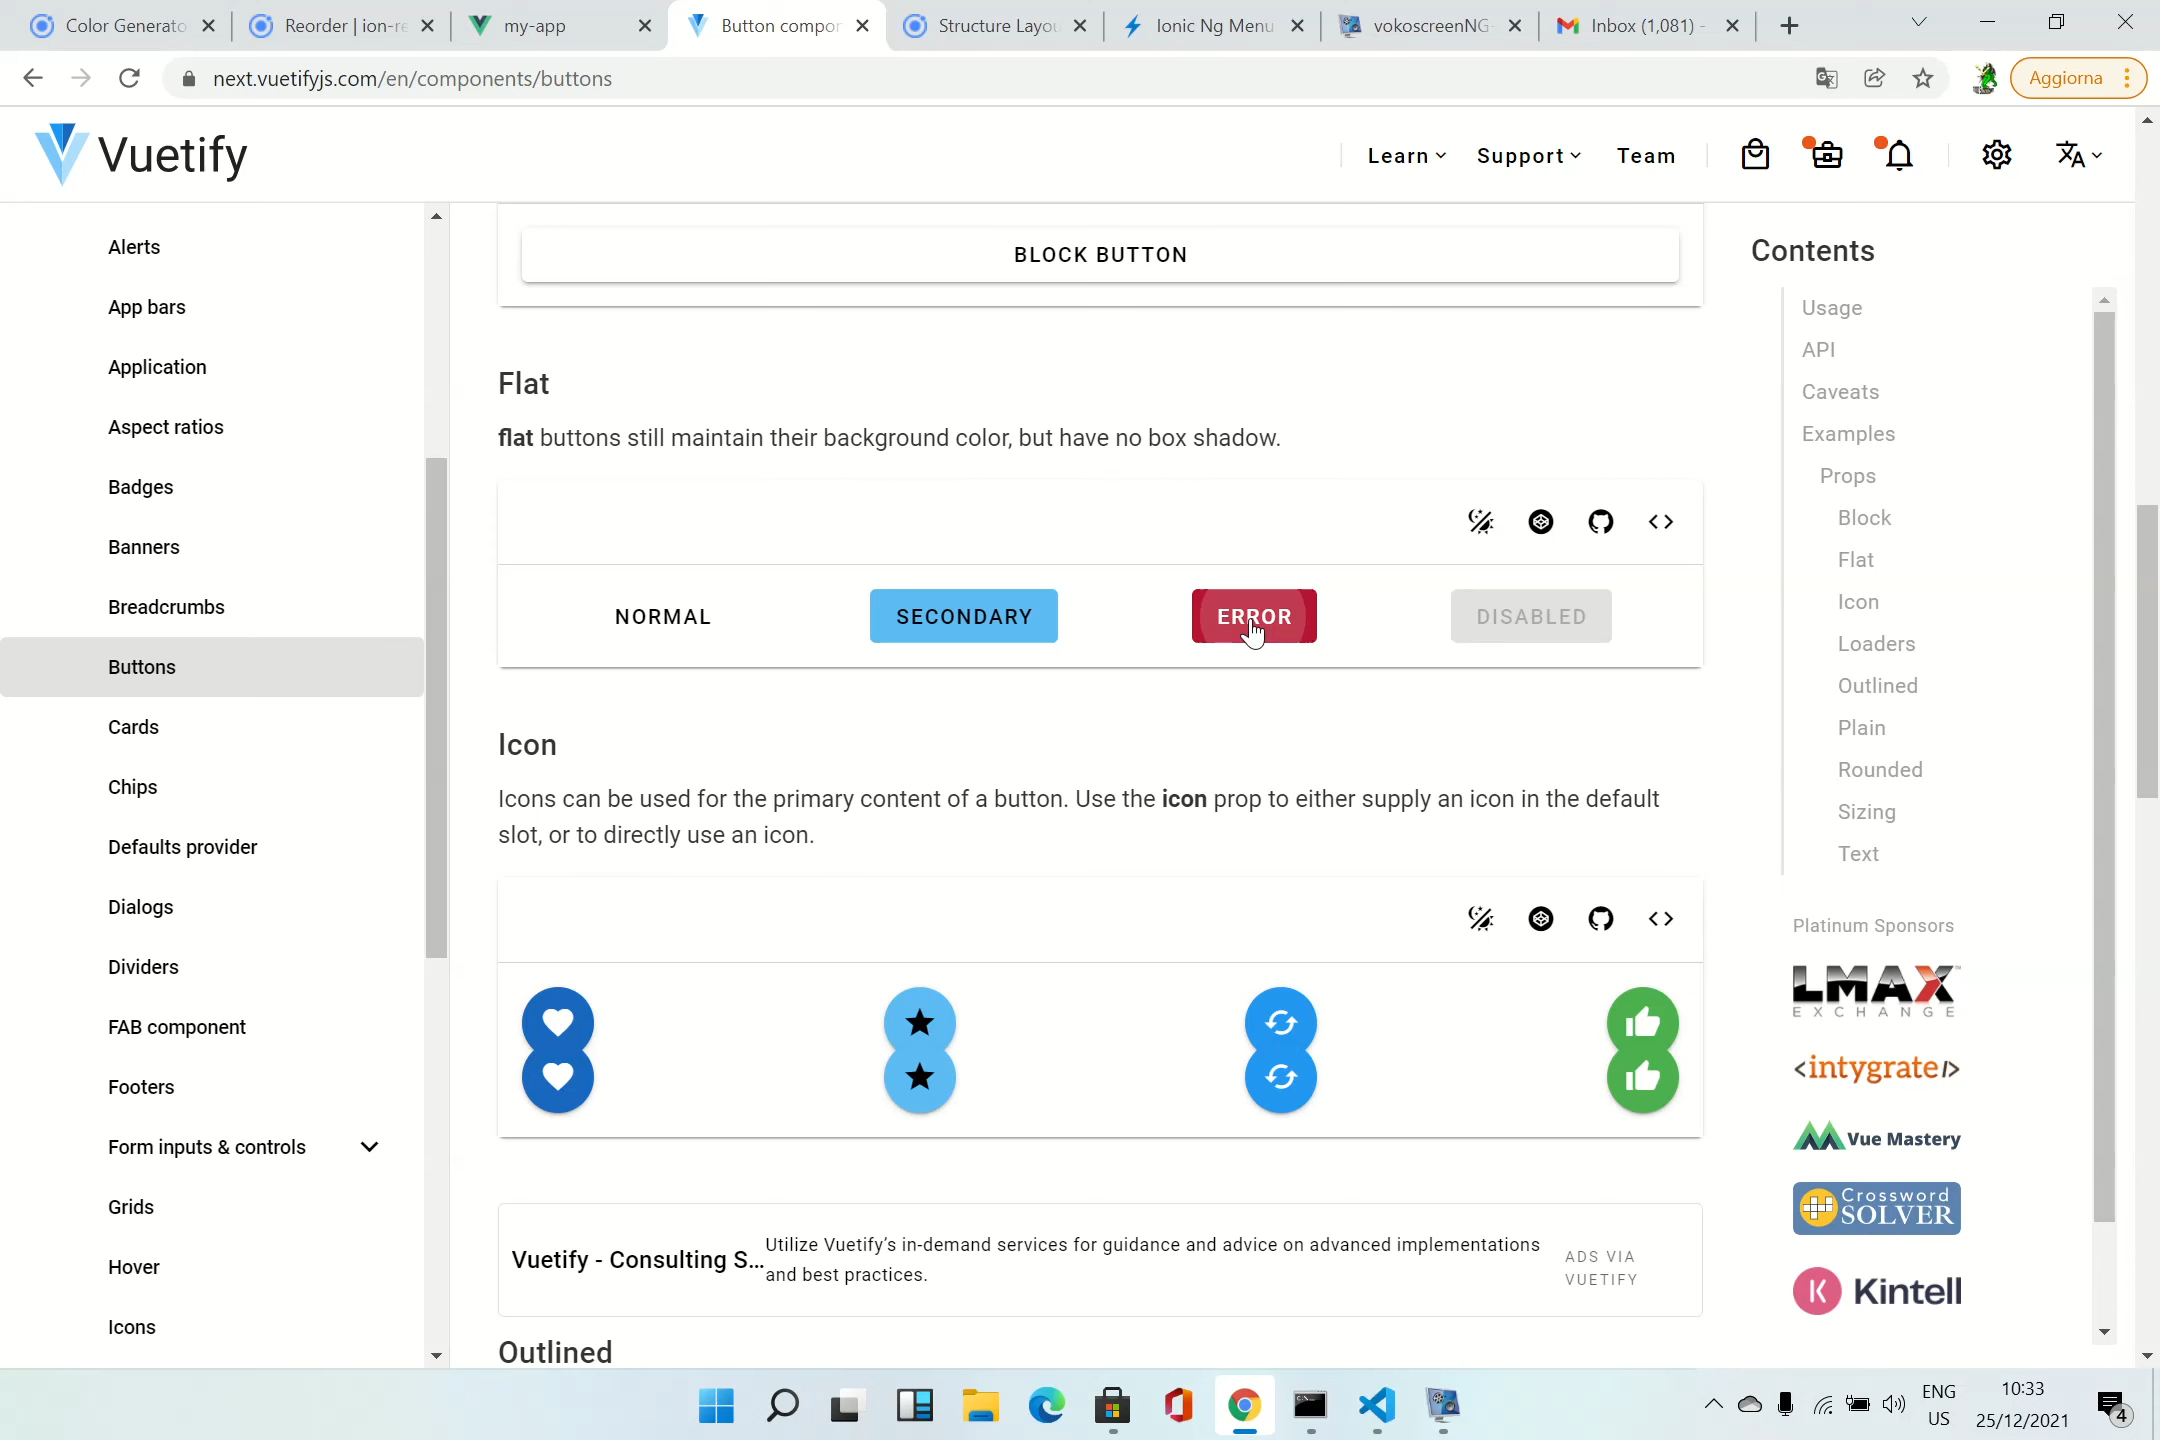 Color Generato
Reorder | ion-re
my-app
Button compor
Structure Layou
Ionic Ng Menu
vokoscreenNG
Inbox (1,081) -
next.vuetifyjs.com/en/components/buttons
Aggiorna
Vuetify
Learn
Support
Team
Alerts
App bars
Application
Aspect ratios
Badges
Banners
Breadcrumbs
Buttons
Cards
Chips
Defaults provider
Dialogs
Dividers
FAB component
Footers
Form inputs & controls
Grids
Hover
Icons
BLOCK BUTTON
Flat
flat buttons still maintain their background color, but have no box shadow.
NORMAL
SECONDARY
ERROR
DISABLED
Icon
Icons can be used for the primary content of a button. Use the icon prop to either supply an icon in the default
slot, or to directly use an icon.
Vuetify - Consulting S...
Utilize Vuetify's in-demand services for guidance and advice on advanced implementations
and best practices.
ADS VIA
VUETIFY
Outlined
Contents
Usage
API
Caveats
Examples
Props
Block
Flat
Icon
Loaders
Outlined
Plain
Rounded
Sizing
Text
Platinum Sponsors
LMAX
EXCHANGE
<intygrate/>
Vue Mastery
Crossword
SOLVER
K Kintell
ENG
US
10:33
25/12/2021
4